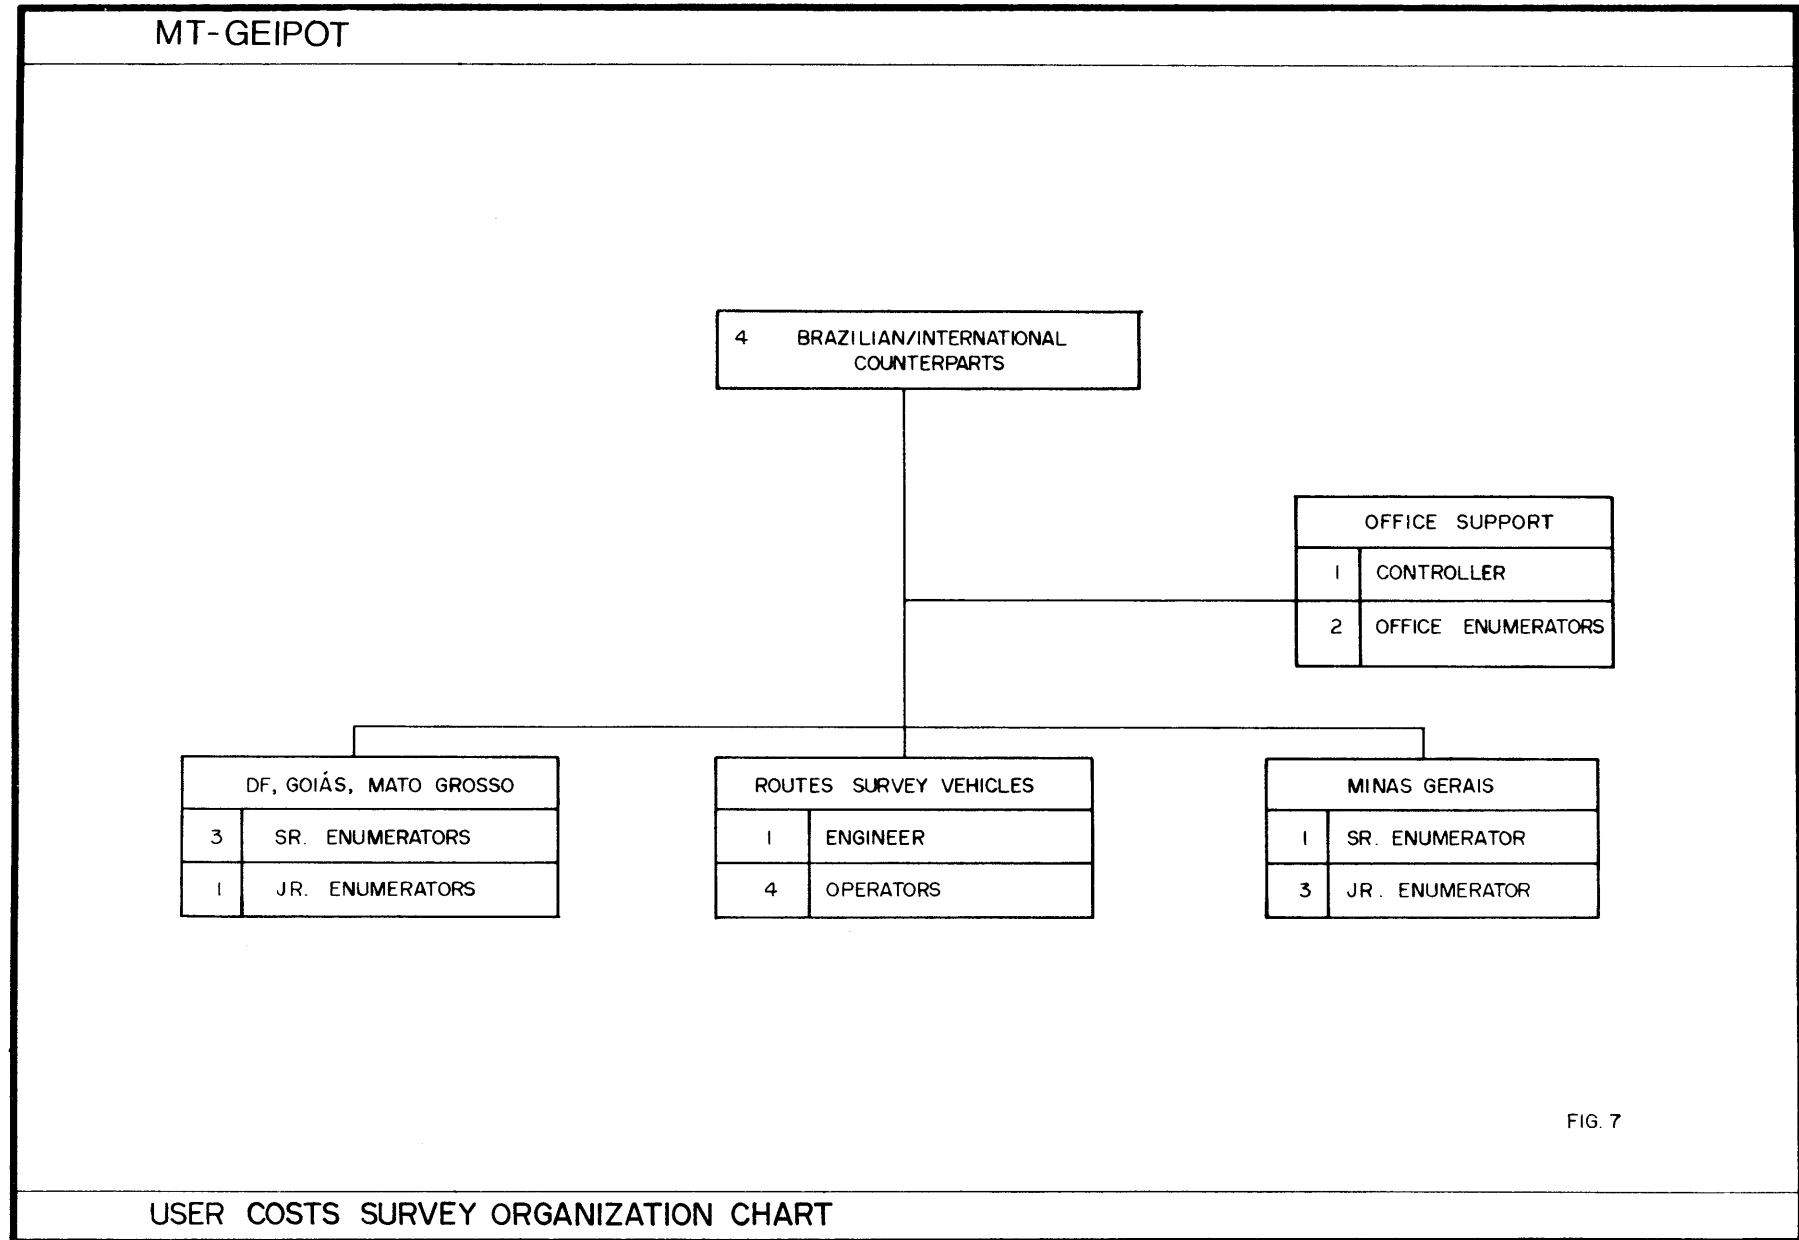 MT-GEIPOT
4 BRAZILIAN/INTERNATIONAL
COUNTERPARTS
OFFICE SUPPORT
1 CONTROLLER
2 OFFICE ENUMERATORS
DF, GOIÁS, MATO GROSSO
3 SR. ENUMERATORS
1 JR. ENUMERATORS
ROUTES SURVEY VEHICLES
1 ENGINEER
4 OPERATORS
MINAS GERAIS
1 SR. ENUMERATOR
3 JR. ENUMERATOR
FIG. 7
USER COSTS SURVEY ORGANIZATION CHART